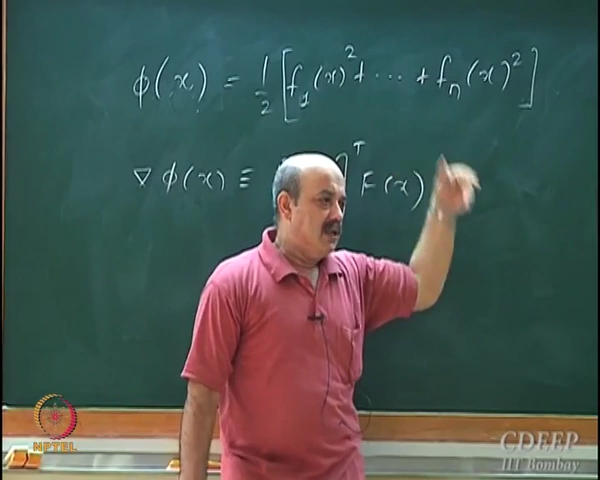 φ(x) = 1/2 [f₁(x)² + ... + fₙ(x)²]
∇φ(x) ≡ ]ᵀ F(x)
NPTEL
CDEEP
IIT Bombay